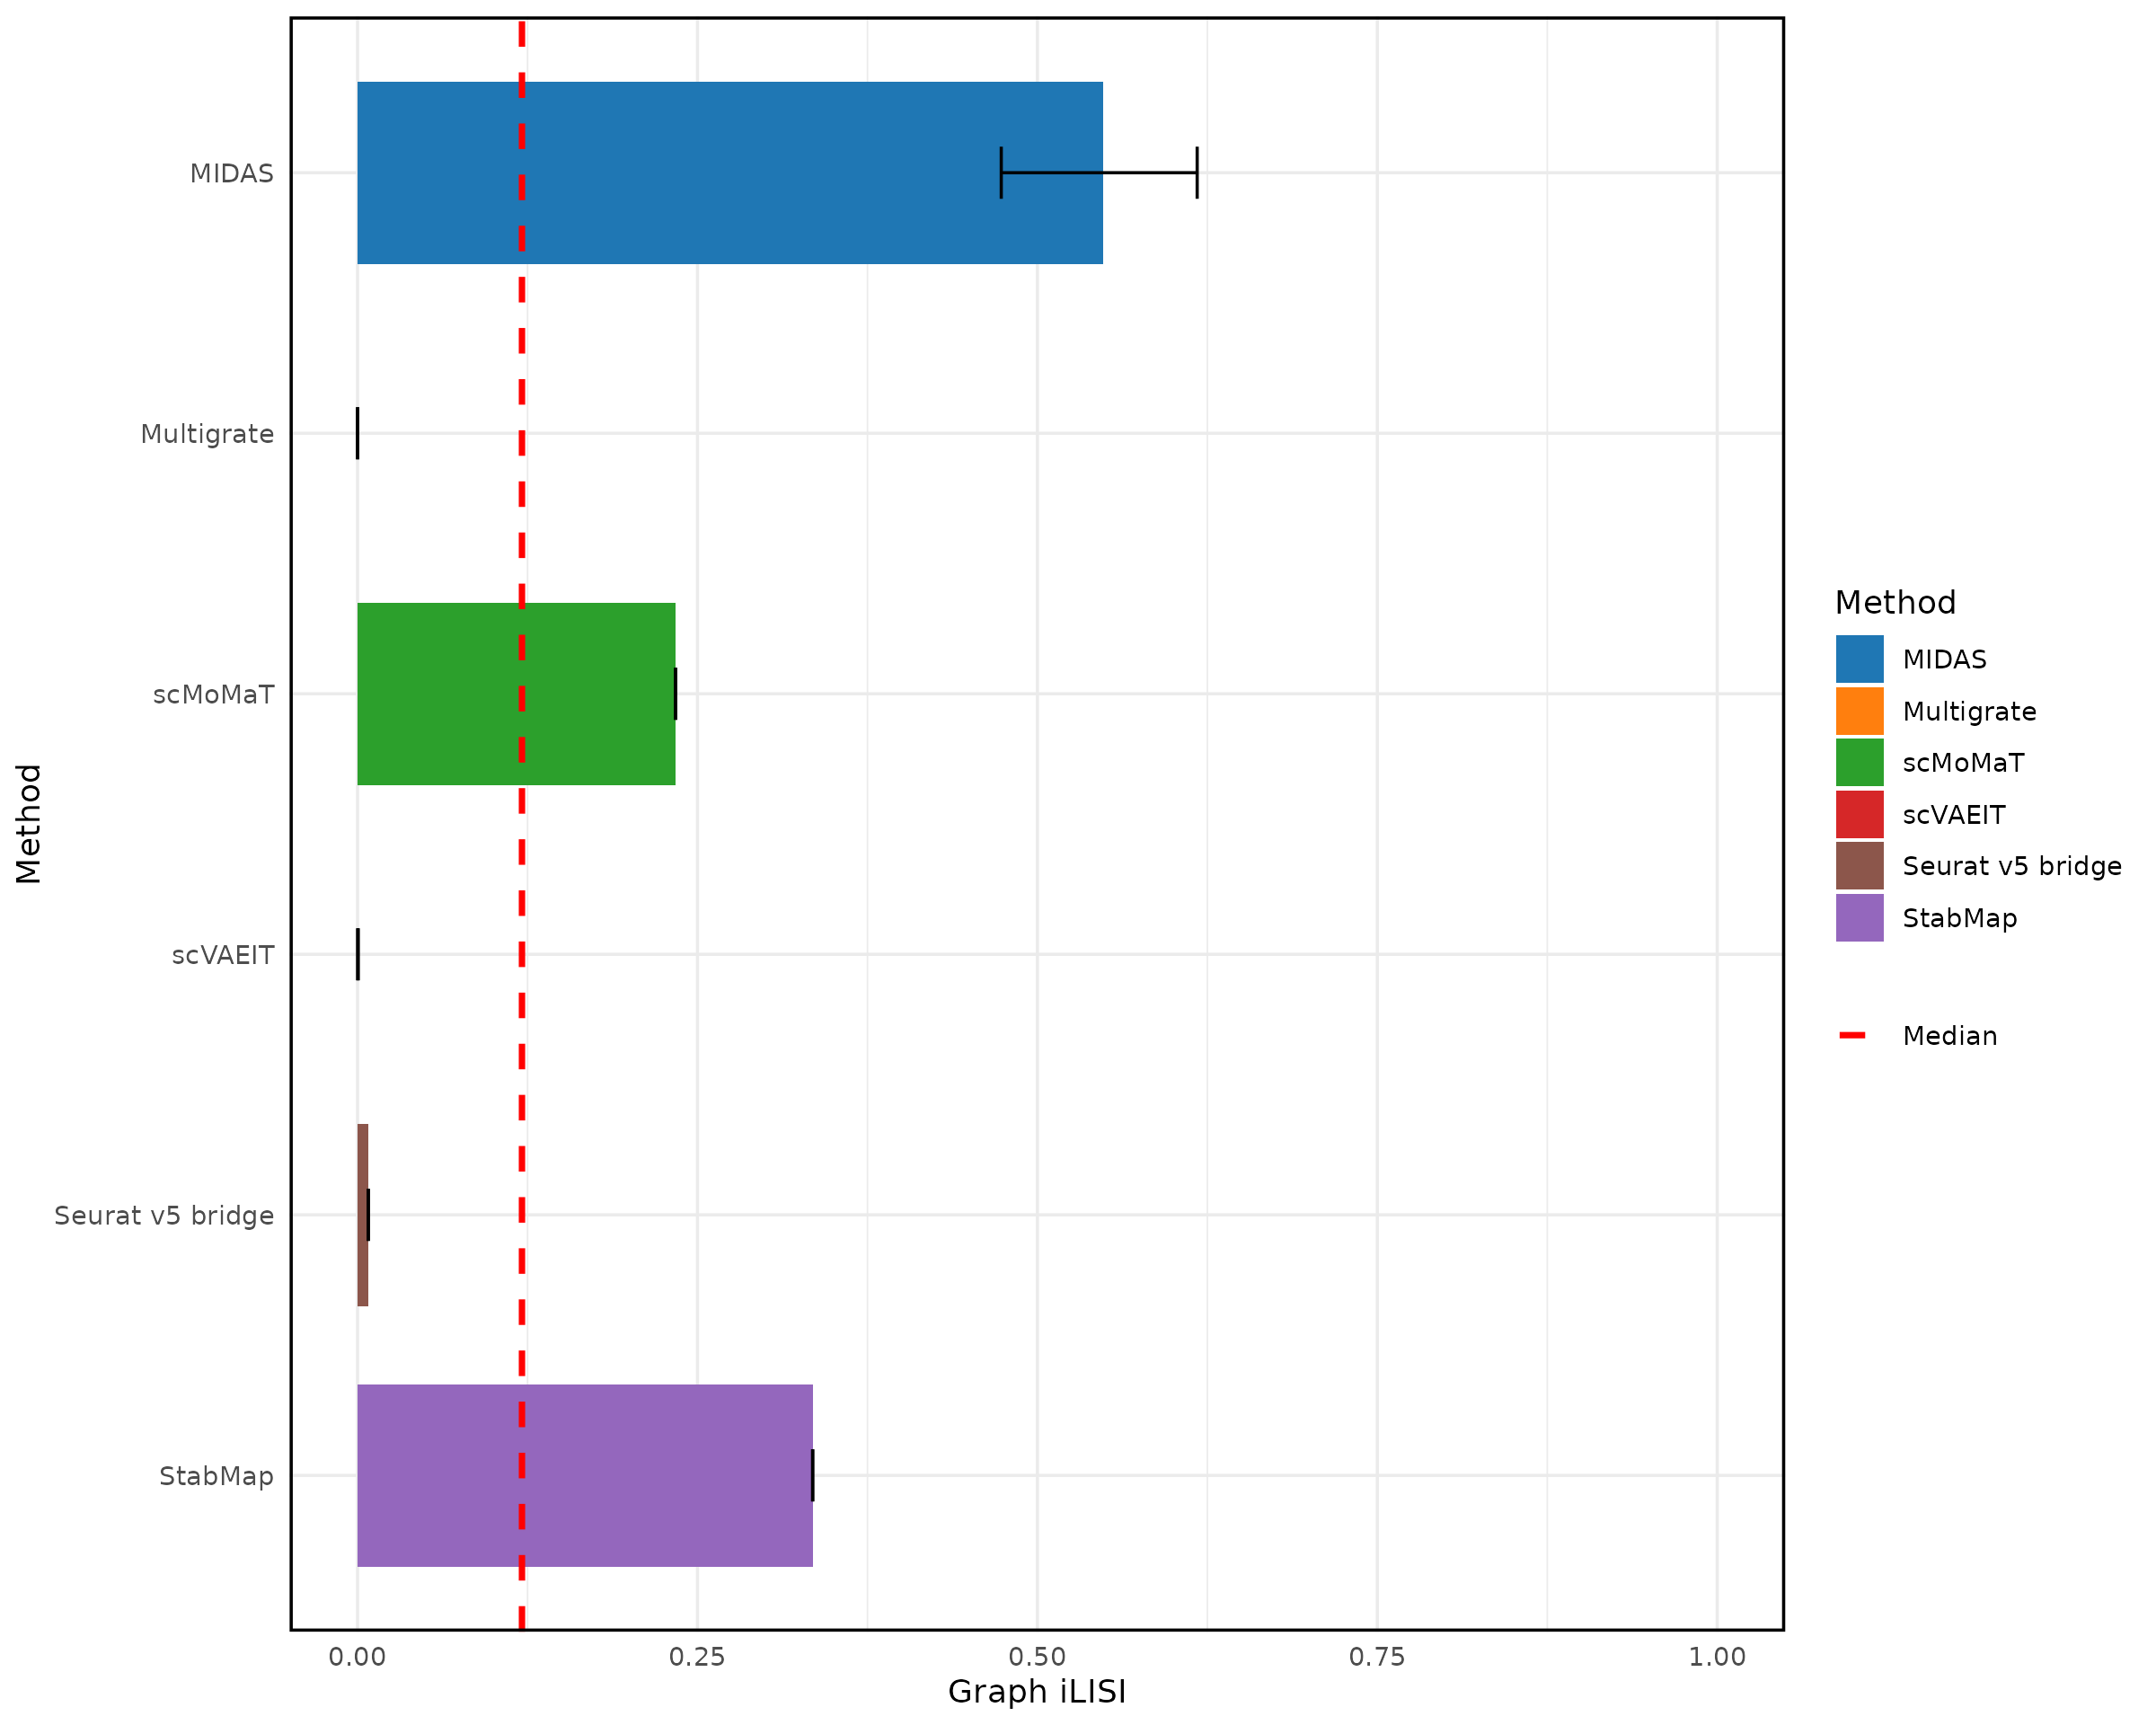 MIDAS
Multigrate
scMoMaT
scVAEIT
Seurat v5 bridge
StabMap
Method
0.00 0.25 0.50 0.75 1.00
Graph iLISI
Method
MIDAS
Multigrate
scMoMaT
scVAEIT
Seurat v5 bridge
StabMap
Median